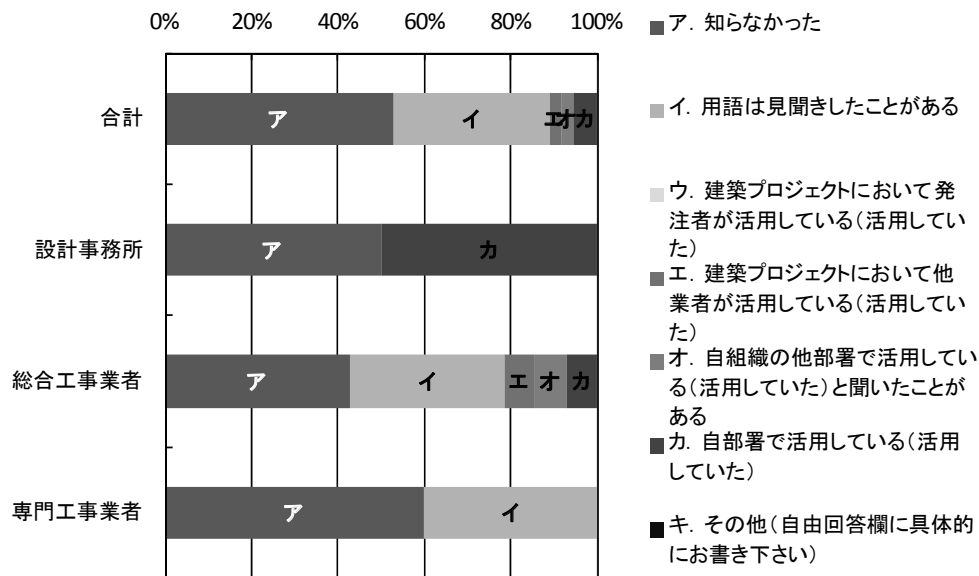 0% 20% 40% 60% 80% 100%
合計
ア イ エ オ カ
設計事務所
ア カ
総合工事業者
ア イ エ オ カ
専門工事業者
ア イ
ア. 知らなかった
イ. 用語は見聞きしたことがある
ウ. 建築プロジェクトにおいて発
注者が活用している(活用してい
た)
エ. 建築プロジェクトにおいて他
業者が活用している(活用してい
た)
オ. 自組織の他部署で活用してい
る(活用していた)と聞いたことが
ある
カ. 自部署で活用している(活用
していた)
キ. その他(自由回答欄に具体的
にお書き下さい)